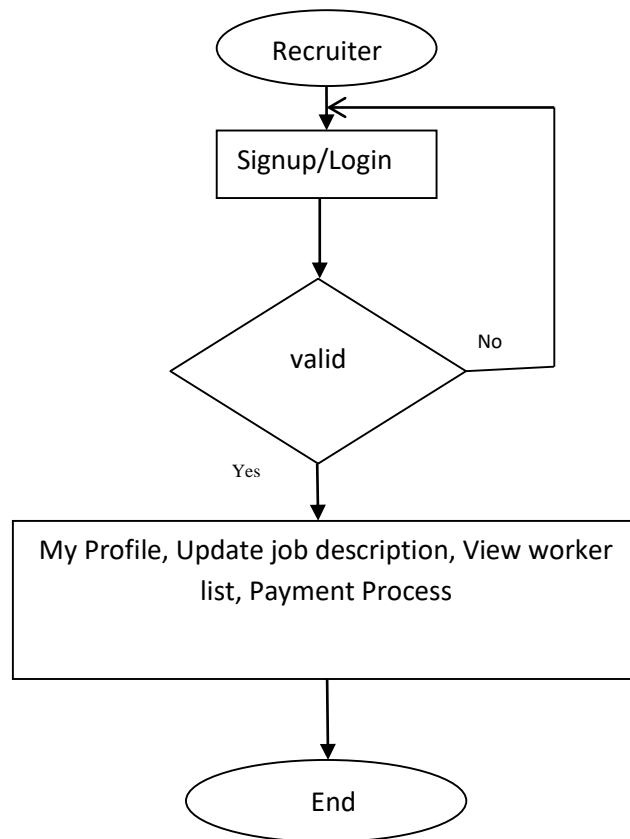 Recruiter
Signup/Login
valid
No
Yes
My Profile, Update job description, View worker
list, Payment Process
End